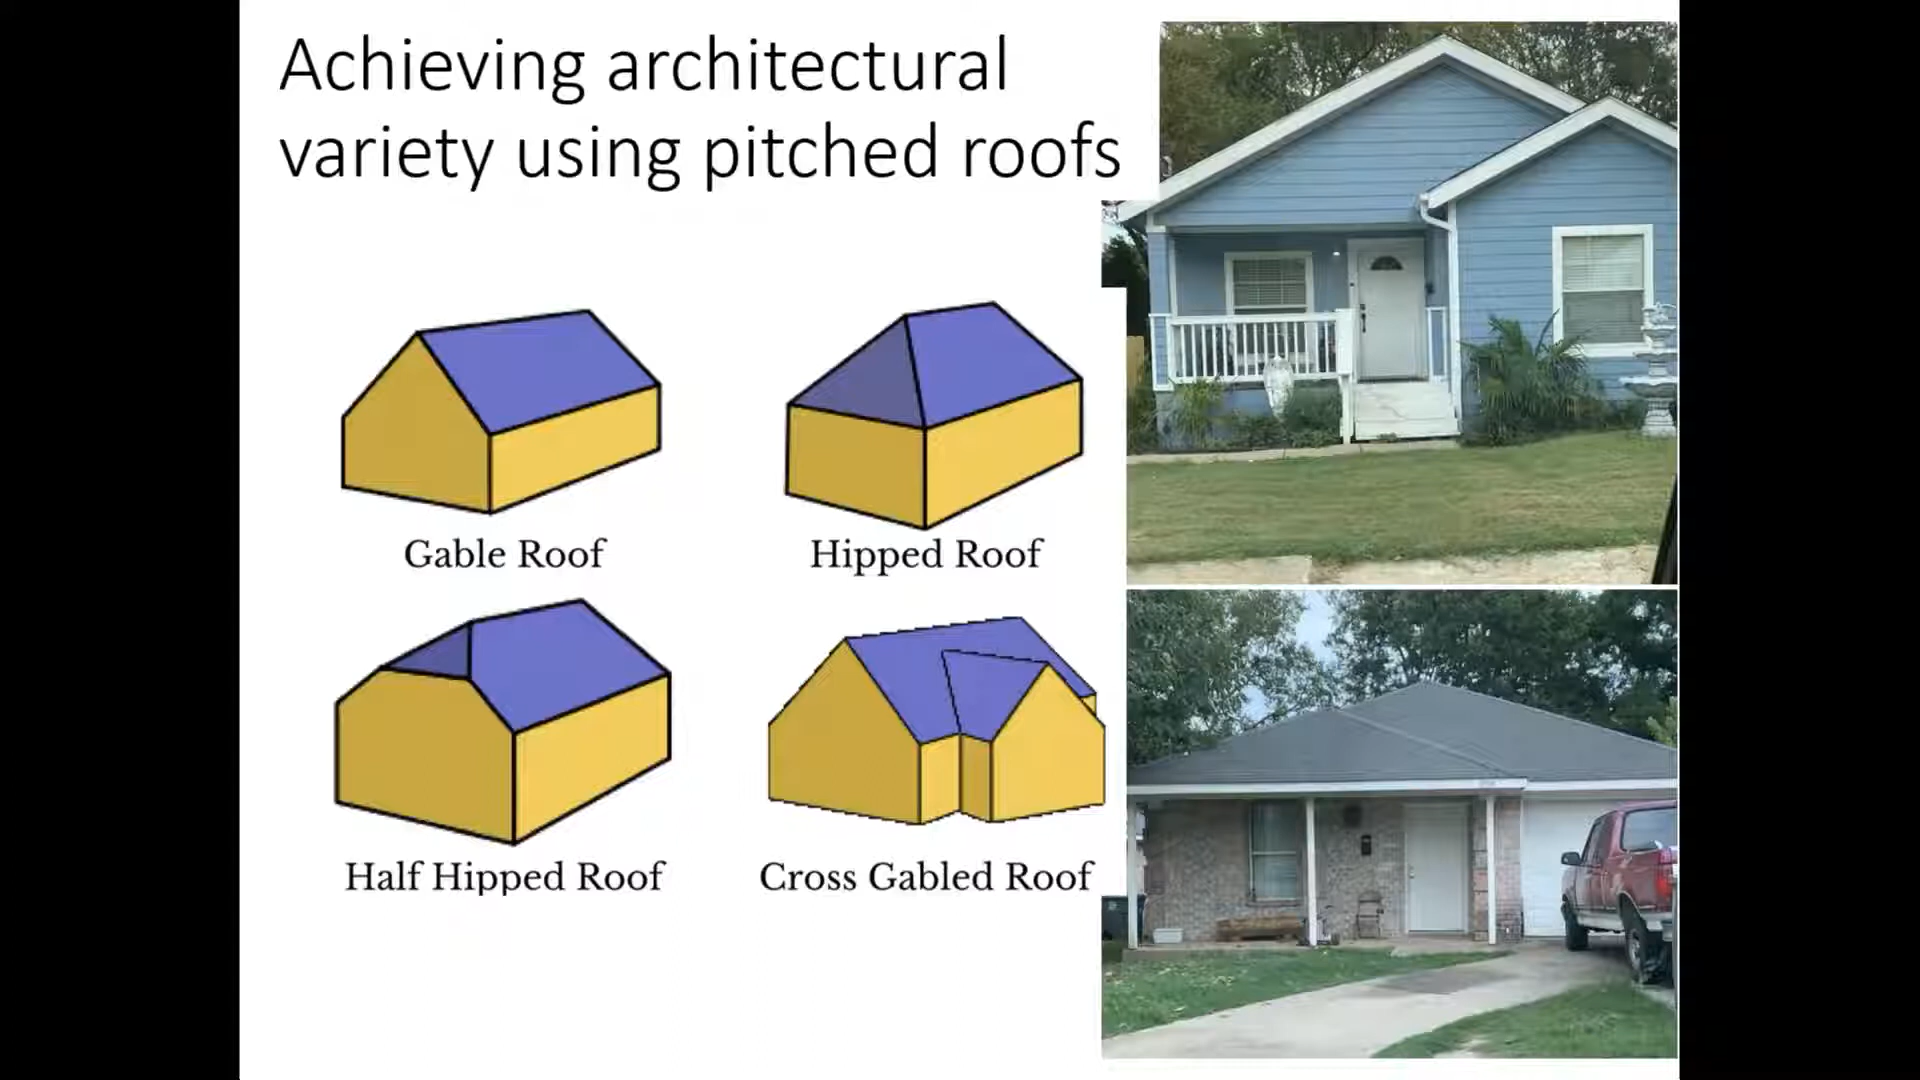 Achieving architectural
variety using pitched roofs
Gable Roof
Hipped Roof
Half Hipped Roof
Cross Gabled Roof